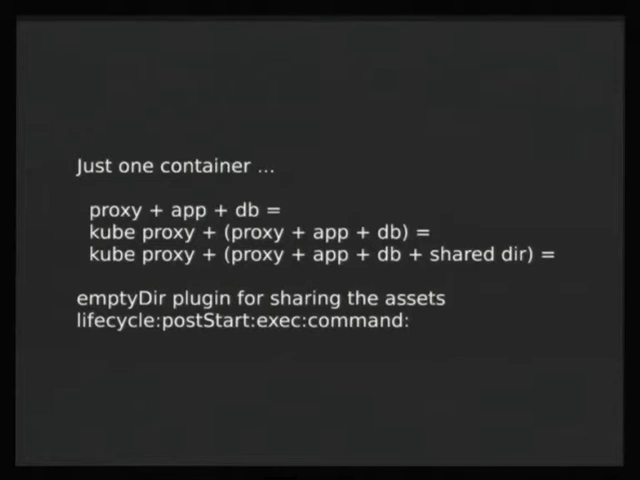 Just one container ...
proxy + app + db =
kube proxy + (proxy + app + db) =
kube proxy + (proxy + app + db + shared dir) =
emptyDir plugin for sharing the assets
lifecycle:postStart:exec:command: